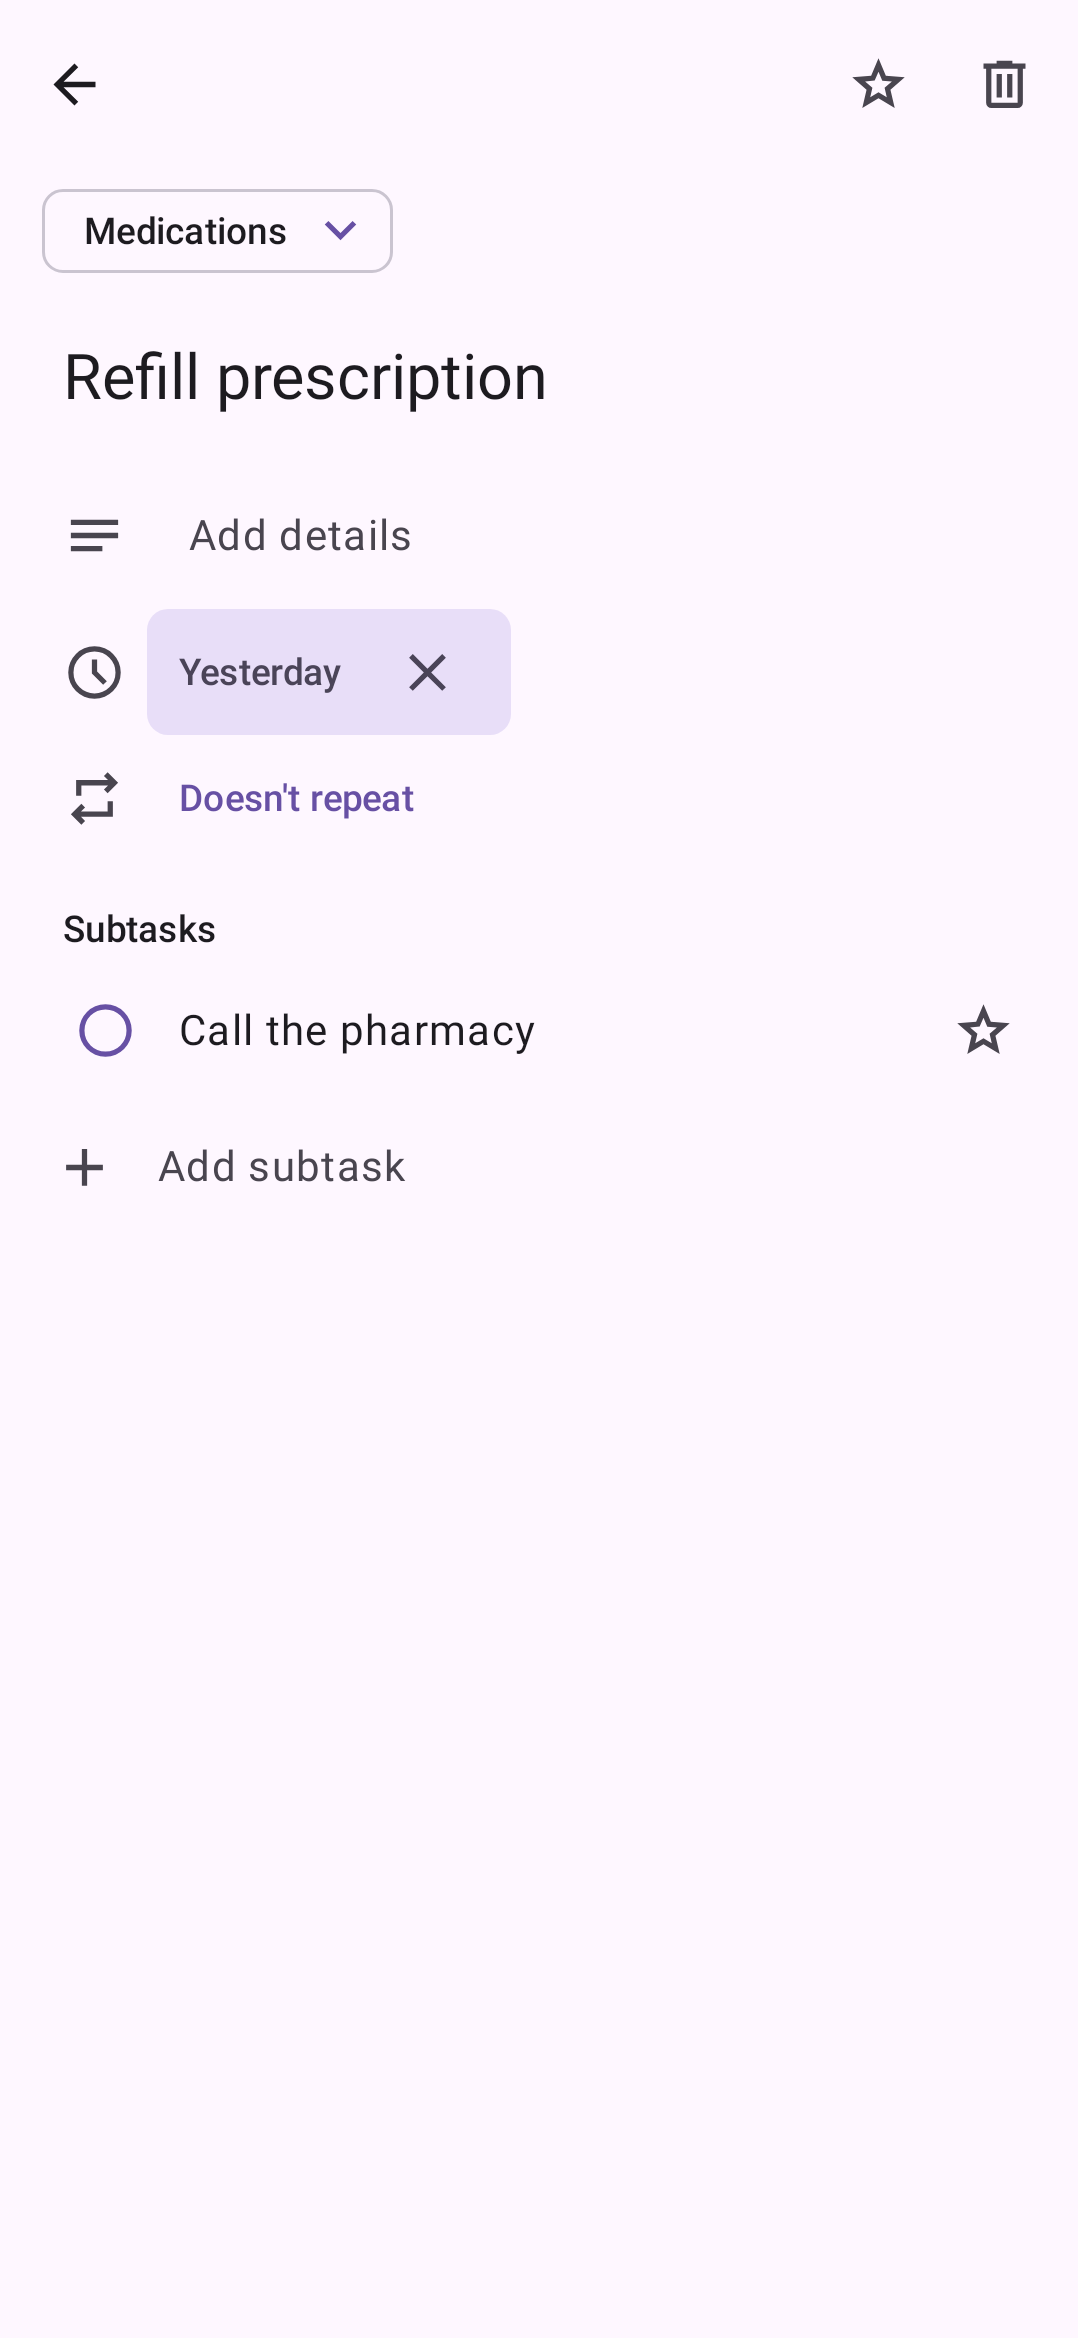 Medications
Refill prescription
Add details
Yesterday
Doesn't repeat
Subtasks
Call the pharmacy
Add subtask